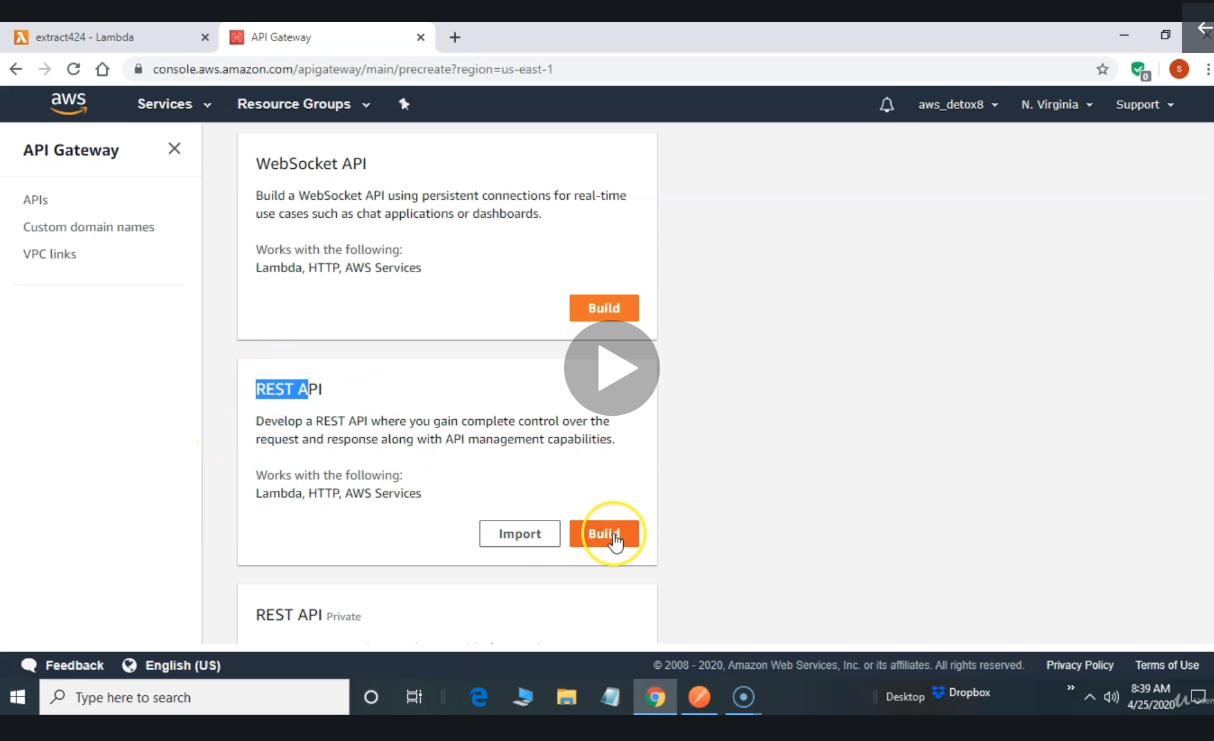 extract424 - Lambda
API Gateway
console.aws.amazon.com/apigateway/main/precreate?region=us-east-1
0
S
aws
Services
Resource Groups
aws_detox8
N. Virginia
Support
API Gateway
APIs
Custom domain names
VPC links
WebSocket API
Build a WebSocket API using persistent connections for real-time
use cases such as chat applications or dashboards.
Works with the following:
Lambda, HTTP, AWS Services
Build
REST API
Develop a REST API where you gain complete control over the
request and response along with API management capabilities.
Works with the following:
Lambda, HTTP, AWS Services
Import
Build
REST API Private
Feedback
English (US)
© 2008 - 2020, Amazon Web Services, Inc. or its affiliates. All rights reserved.
Privacy Policy
Terms of Use
Type here to search
Desktop
Dropbox
8:39 AM
4/25/2020